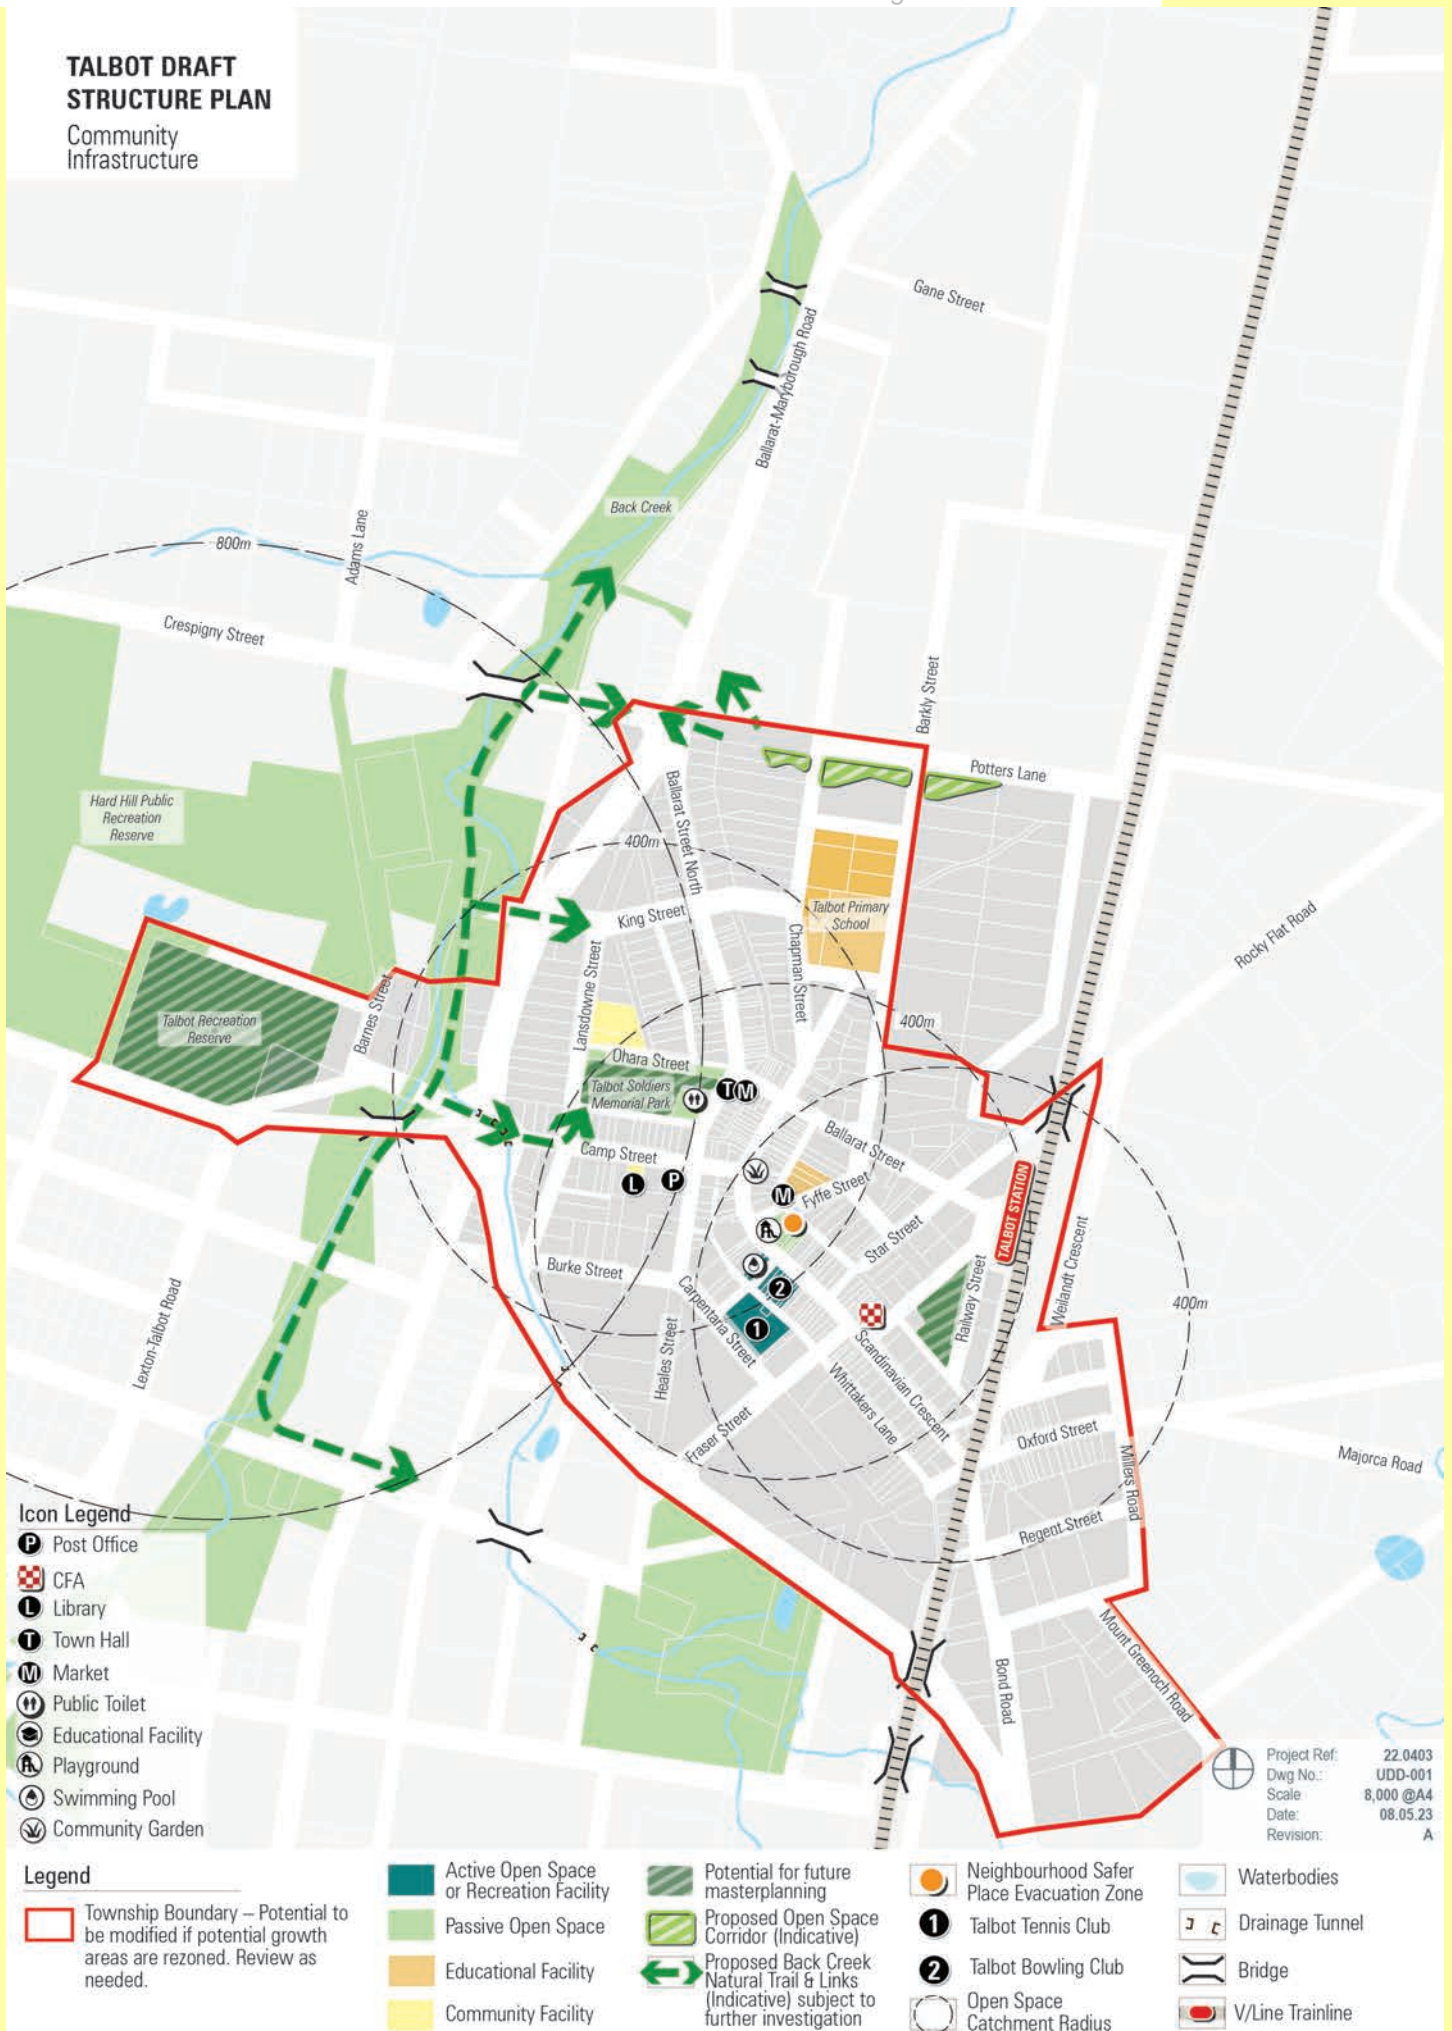 TALBOT DRAFT
STRUCTURE PLAN
Community
Infrastructure
Gane Street
Ballarat-Maryborough Road
Back Creek
800m
Adams Lane
Crespigny Street
Barkly Street
Potters Lane
Hard Hill Public
Recreation
Reserve
Ballarat Street North
400m
King Street
Talbot Primary
School
Chapman Street
Rocky Flat Road
Lansdowne Street
Barnes Street
Talbot Recreation
Reserve
400m
Ohara Street
Talbot Soldiers
Memorial Park
T
M
Ballarat Street
Camp Street
L
P
M
Fyffe Street
TALBOT STATION
Star Street
Burke Street
2
1
Carpentaria Street
Railway Street
Weilandt Crescent
400m
Lexton-Talbot Road
Heales Street
Scandinavian Crescent
Whittakers Lane
Fraser Street
Oxford Street
Millers Road
Majorca Road
Regent Street
Mount Greenoch Road
Bond Road
Icon Legend
P Post Office
CFA
L Library
T Town Hall
M Market
Public Toilet
Educational Facility
Playground
Swimming Pool
Community Garden
Project Ref: 22.0403
Dwg No.: UDD-001
Scale 8,000 @A4
Date: 08.05.23
Revision: A
Legend
Township Boundary – Potential to
be modified if potential growth
areas are rezoned. Review as
needed.
Active Open Space
or Recreation Facility
Passive Open Space
Educational Facility
Community Facility
Potential for future
masterplanning
Proposed Open Space
Corridor (Indicative)
Proposed Back Creek
Natural Trail & Links
(Indicative) subject to
further investigation
Neighbourhood Safer
Place Evacuation Zone
1 Talbot Tennis Club
2 Talbot Bowling Club
Open Space
Catchment Radius
Waterbodies
Drainage Tunnel
Bridge
V/Line Trainline